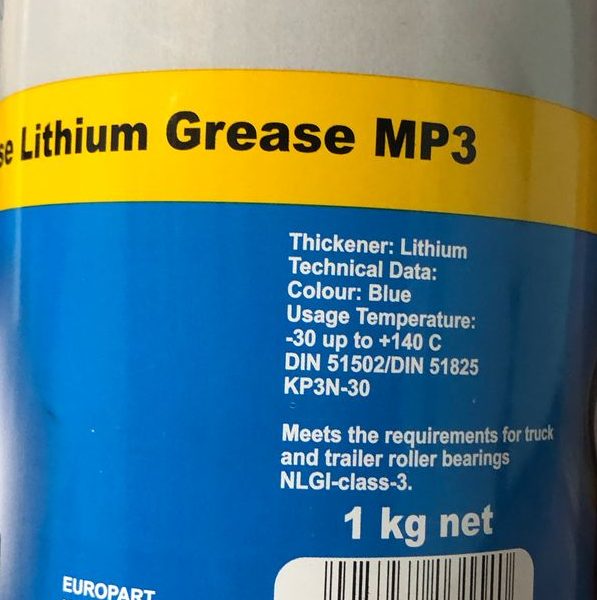 se Lithium Grease MP3
Thickener: Lithium
Technical Data:
Colour: Blue
Usage Temperature:
-30 up to +140 C
DIN 51502/DIN 51825
KP3N-30
Meets the requirements for truck
and trailer roller bearings
NLGI-class-3.
1 kg net
EUROPART